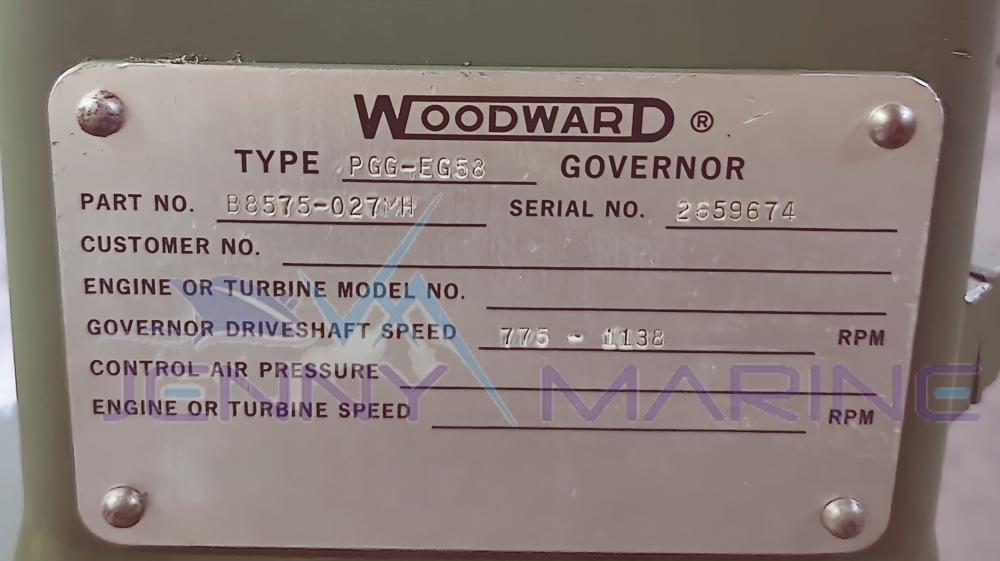 WOODWARD ®
TYPE PGG-EG58 GOVERNOR
PART NO. B8575-027MH SERIAL NO. 2659674
CUSTOMER NO.
ENGINE OR TURBINE MODEL NO.
GOVERNOR DRIVESHAFT SPEED 775 - 1138 RPM
CONTROL AIR PRESSURE
ENGINE OR TURBINE SPEED RPM
JENNY MARINE